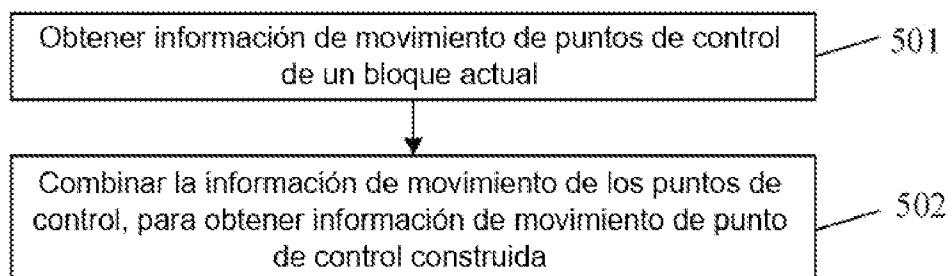 Obtener información de movimiento de puntos de control
de un bloque actual
501
Combinar la información de movimiento de los puntos de
control, para obtener información de movimiento de punto
de control construida
502